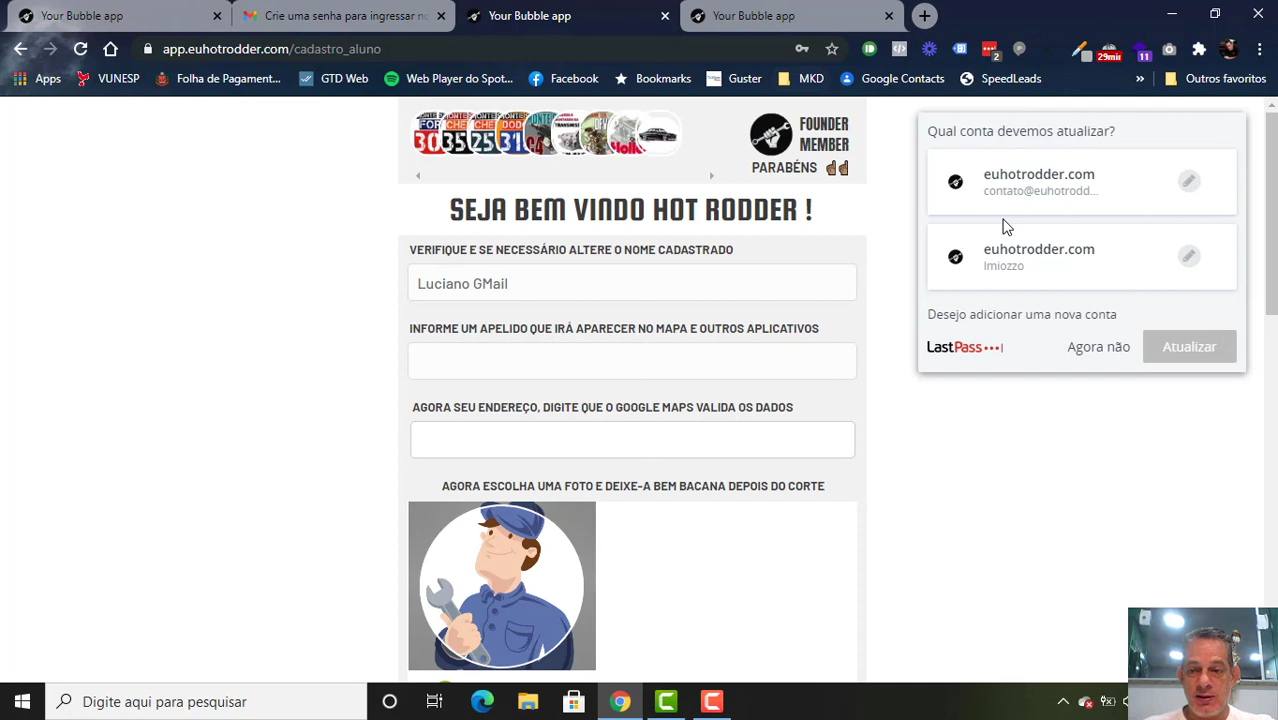 Your Bubble app
Crie uma senha para ingressar no
Your Bubble app
Your Bubble app
app.euhotrodder.com/cadastro_aluno
2
29min
11
Apps
VUNESP
Folha de Pagament...
GTD Web
Web Player do Spot...
Facebook
Bookmarks
Guster
MKD
Google Contacts
SpeedLeads
»
Outros favoritos
FOUNDER
MEMBER
PARABÉNS
SEJA BEM VINDO HOT RODDER !
VERIFIQUE E SE NECESSÁRIO ALTERE O NOME CADASTRADO
Luciano GMail
INFORME UM APELIDO QUE IRÁ APARECER NO MAPA E OUTROS APLICATIVOS
AGORA SEU ENDEREÇO, DIGITE QUE O GOOGLE MAPS VALIDA OS DADOS
AGORA ESCOLHA UMA FOTO E DEIXE-A BEM BACANA DEPOIS DO CORTE
Qual conta devemos atualizar?
euhotrodder.com
contato@euhotrodd...
euhotrodder.com
lmiozzo
Desejo adicionar uma nova conta
LastPass
Agora não
Atualizar
Digite aqui para pesquisar